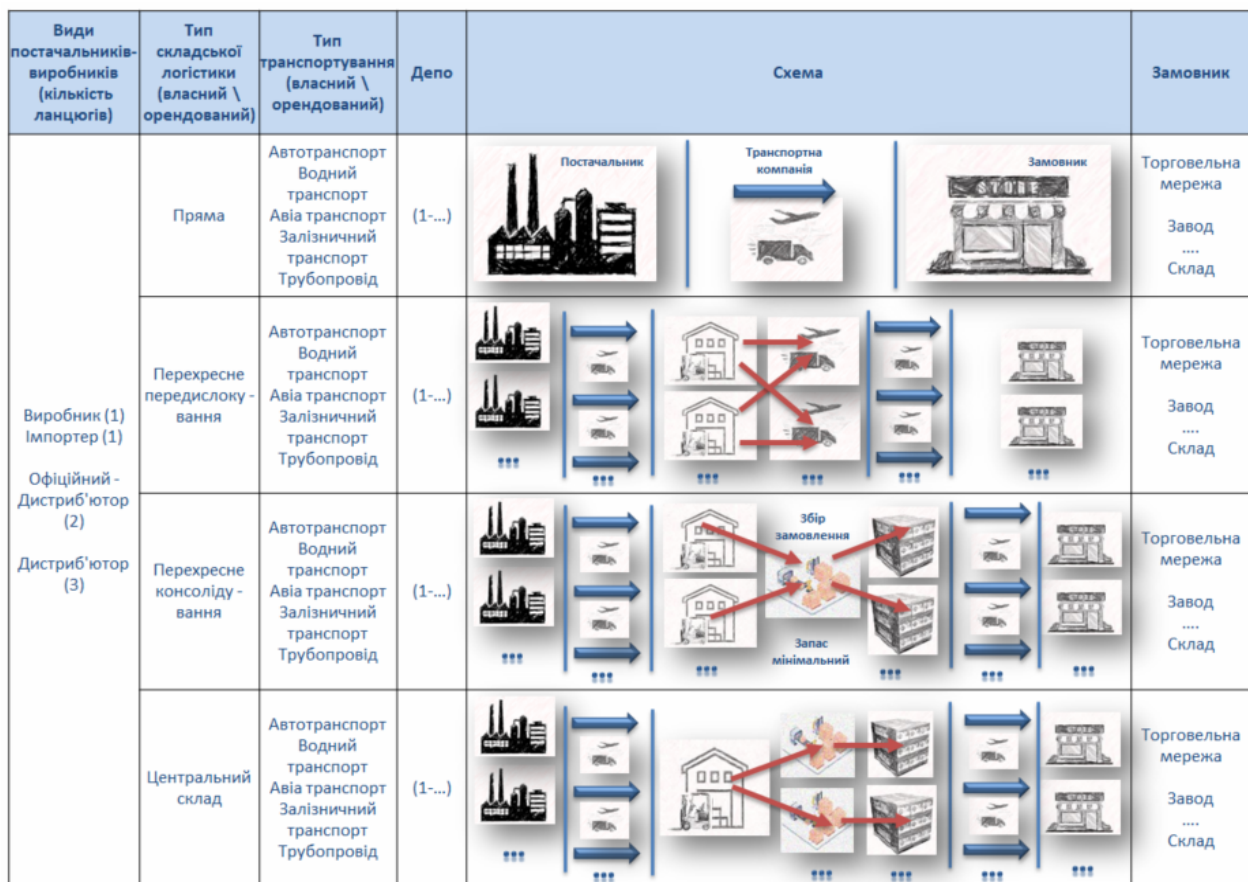 Види
постачальників-
виробників
(кількість
ланцюгів)
Тип
складської
логістики
(власний \
орендований)
Тип
транспортування
(власний \
орендований)
Депо
Схема
Замовник
Виробник (1)
Імпортер (1)
Офіційний -
Дистриб'ютор
(2)
Дистриб'ютор
(3)
Пряма
Автотранспорт
Водний
транспорт
Авіа транспорт
Залізничний
транспорт
Трубопровід
(1-...)
Постачальник
Транспортна
компанія
Замовник
STORE
Торговельна
мережа
Завод
....
Склад
Перехресне
передислоку -
вання
Автотранспорт
Водний
транспорт
Авіа транспорт
Залізничний
транспорт
Трубопровід
(1-...)
Торговельна
мережа
Завод
....
Склад
Перехресне
консоліду -
вання
Автотранспорт
Водний
транспорт
Авіа транспорт
Залізничний
транспорт
Трубопровід
(1-...)
Збір
замовлення
Запас
мінімальний
Торговельна
мережа
Завод
....
Склад
Центральний
склад
Автотранспорт
Водний
транспорт
Авіа транспорт
Залізничний
транспорт
Трубопровід
(1-...)
Торговельна
мережа
Завод
....
Склад